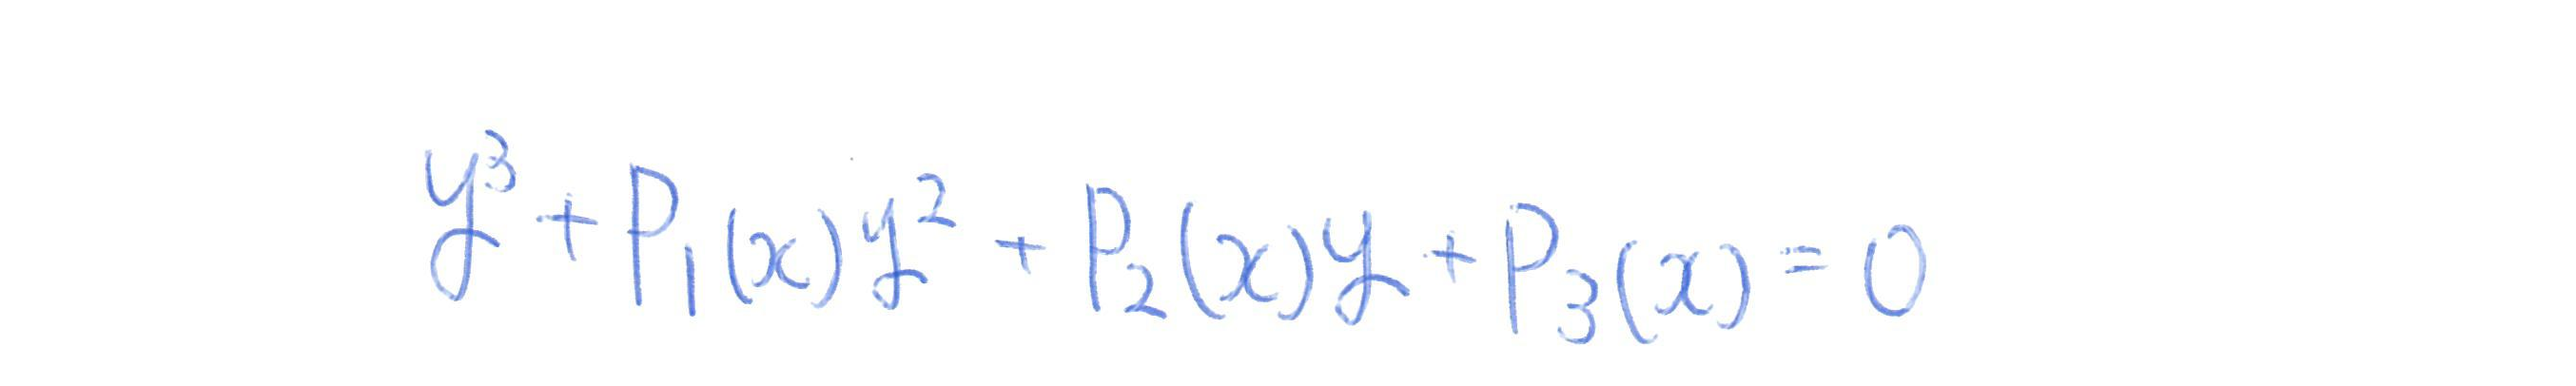 y³ + P₁(x)y² + P₂(x)y + P₃(x) = 0